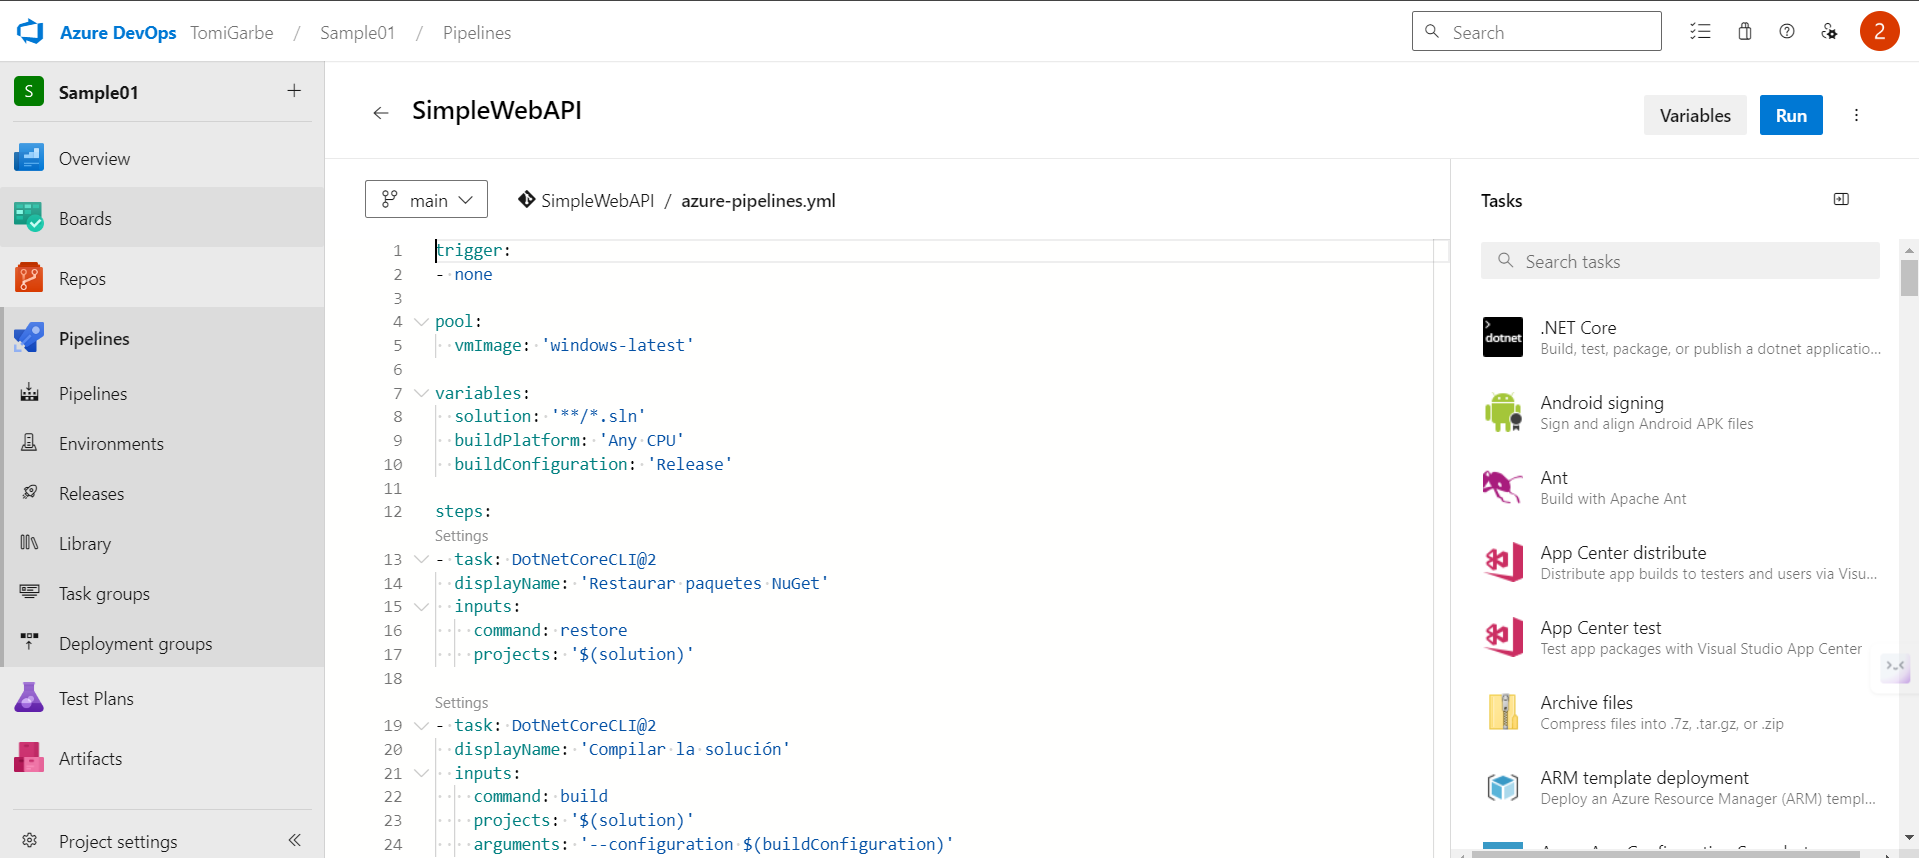 Azure DevOps TomiGarbe / Sample01 / Pipelines
Search
2
S Sample01 +
Overview
Boards
Repos
Pipelines
Pipelines
Environments
Releases
Library
Task groups
Deployment groups
Test Plans
Artifacts
Project settings
SimpleWebAPI
Variables Run
main SimpleWebAPI / azure-pipelines.yml
1 trigger:
2 - none
3
4 pool:
5 vmImage: 'windows-latest'
6
7 variables:
8 solution: '**/*.sln'
9 buildPlatform: 'Any CPU'
10 buildConfiguration: 'Release'
11
12 steps:
Settings
13 - task: DotNetCoreCLI@2
14 displayName: 'Restaurar paquetes NuGet'
15 inputs:
16 command: restore
17 projects: '$(solution)'
18
Settings
19 - task: DotNetCoreCLI@2
20 displayName: 'Compilar la solución'
21 inputs:
22 command: build
23 projects: '$(solution)'
24 arguments: '--configuration $(buildConfiguration)'
Tasks
Search tasks
dotnet
.NET Core
Build, test, package, or publish a dotnet applicatio...
Android signing
Sign and align Android APK files
Ant
Build with Apache Ant
App Center distribute
Distribute app builds to testers and users via Visu...
App Center test
Test app packages with Visual Studio App Center
Archive files
Compress files into .7z, .tar.gz, or .zip
ARM template deployment
Deploy an Azure Resource Manager (ARM) templ...